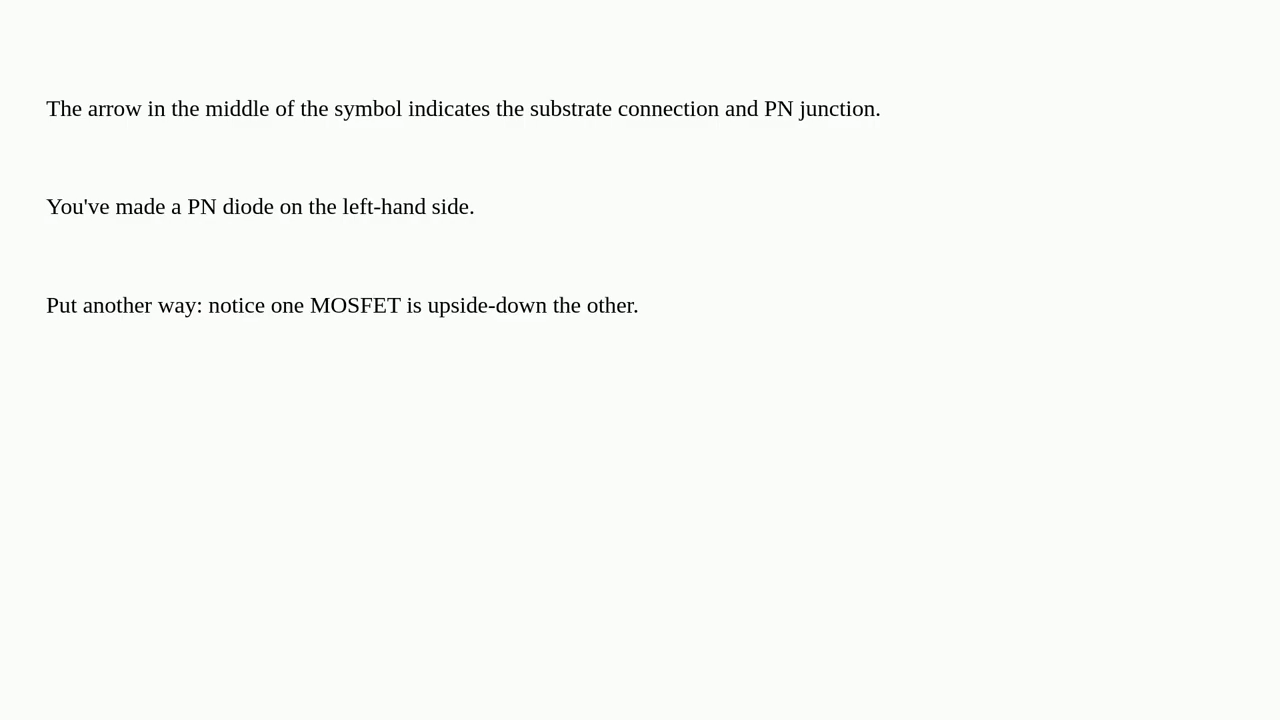 The arrow in the middle of the symbol indicates the substrate connection and PN junction.
You've made a PN diode on the left-hand side.
Put another way: notice one MOSFET is upside-down the other.